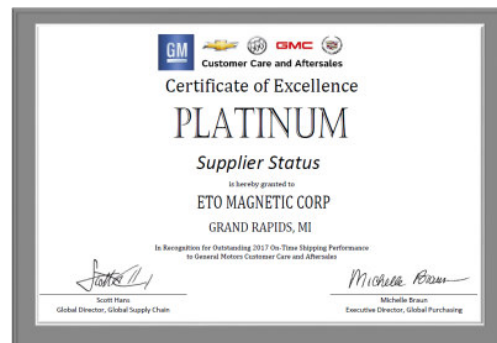 GM
GMC
Customer Care and Aftersales
Certificate of Excellence
PLATINUM
Supplier Status
is hereby granted to
ETO MAGNETIC CORP
GRAND RAPIDS, MI
In Recognition for Outstanding 2017 On-Time Shipping Performance
to General Motors Customer Care and Aftersales
Michelle Braun
Scott Hans
Michelle Braun
Global Director, Global Supply Chain
Executive Director, Global Purchasing